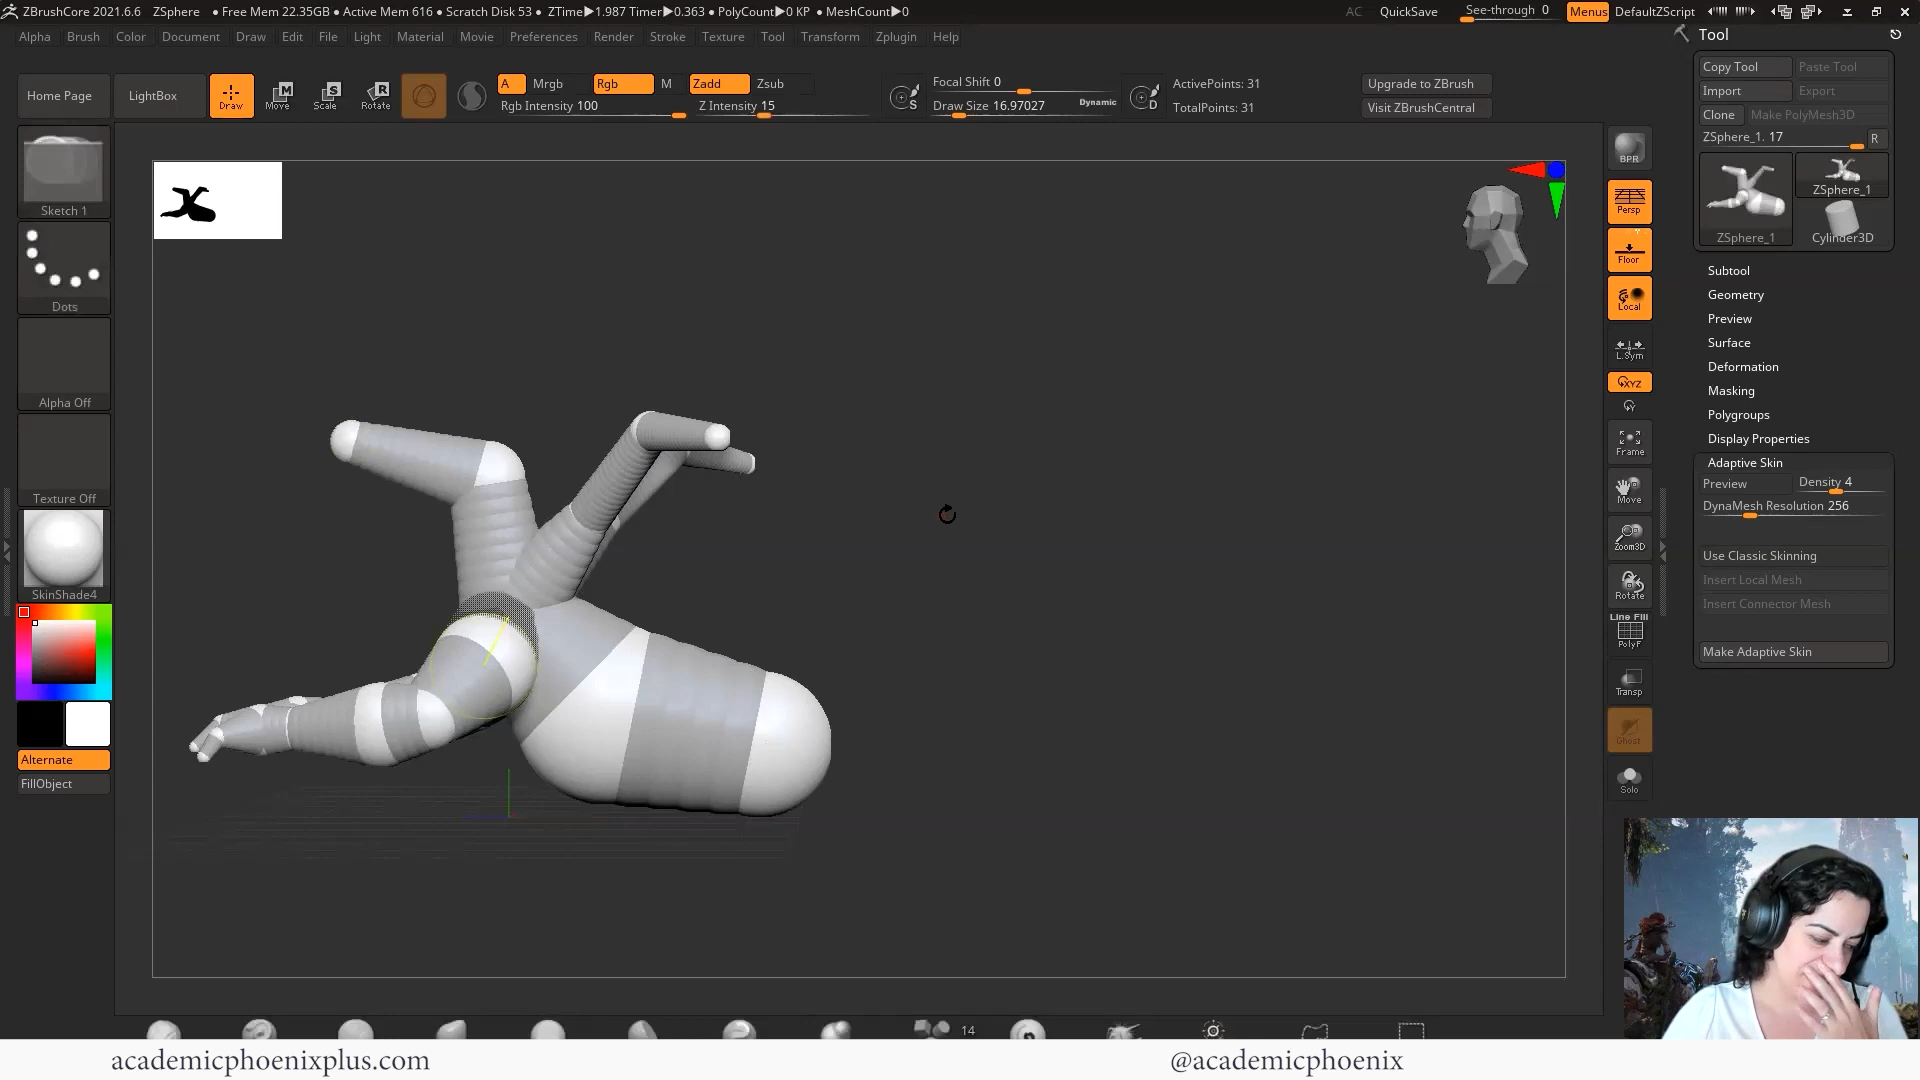 ZBrushCore 2021.6.6 ZSphere • Free Mem 22.35GB • Active Mem 616 • Scratch Disk 53 • ZTime▶1.987 Timer▶0.363 • PolyCount▶0 KP • MeshCount▶0 AC QuickSave See-through 0 Menus DefaultZScript
Alpha Brush Color Document Draw Edit File Light Material Movie Preferences Render Stroke Texture Tool Transform Zplugin Help
Tool
Copy Tool Paste Tool
Import Export
Clone Make PolyMesh3D
ZSphere_1. 17 R
ZSphere_1
ZSphere_1 Cylinder3D
Home Page LightBox Draw Move Scale Rotate
A Mrgb Rgb M Zadd Zsub
Rgb Intensity 100 Z Intensity 15
Focal Shift 0
Draw Size 16.97027 Dynamic
S D
ActivePoints: 31
TotalPoints: 31
Upgrade to ZBrush
Visit ZBrushCentral
Sketch 1
Dots
Alpha Off
Texture Off
SkinShade4
Alternate
FillObject
BPR
Persp
Floor
Local
L.Sym
XYZ
Y
Frame
Move
Zoom3D
Rotate
Line Fill
PolyF
Transp
Ghost
Solo
Subtool
Geometry
Preview
Surface
Deformation
Masking
Polygroups
Display Properties
Adaptive Skin
Preview Density 4
DynaMesh Resolution 256
Use Classic Skinning
Insert Local Mesh
Insert Connector Mesh
Make Adaptive Skin
14
academicphoenixplus.com
@academicphoenix